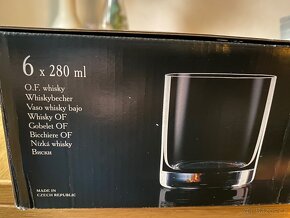 6 x 280 ml
O.F. whisky
Whiskybecher
Vaso whisky bajo
Whisky OF
Gobelet OF
Bicchiere OF
Nízká whisky
Виски
MADE IN
CZECH REPUBLIC